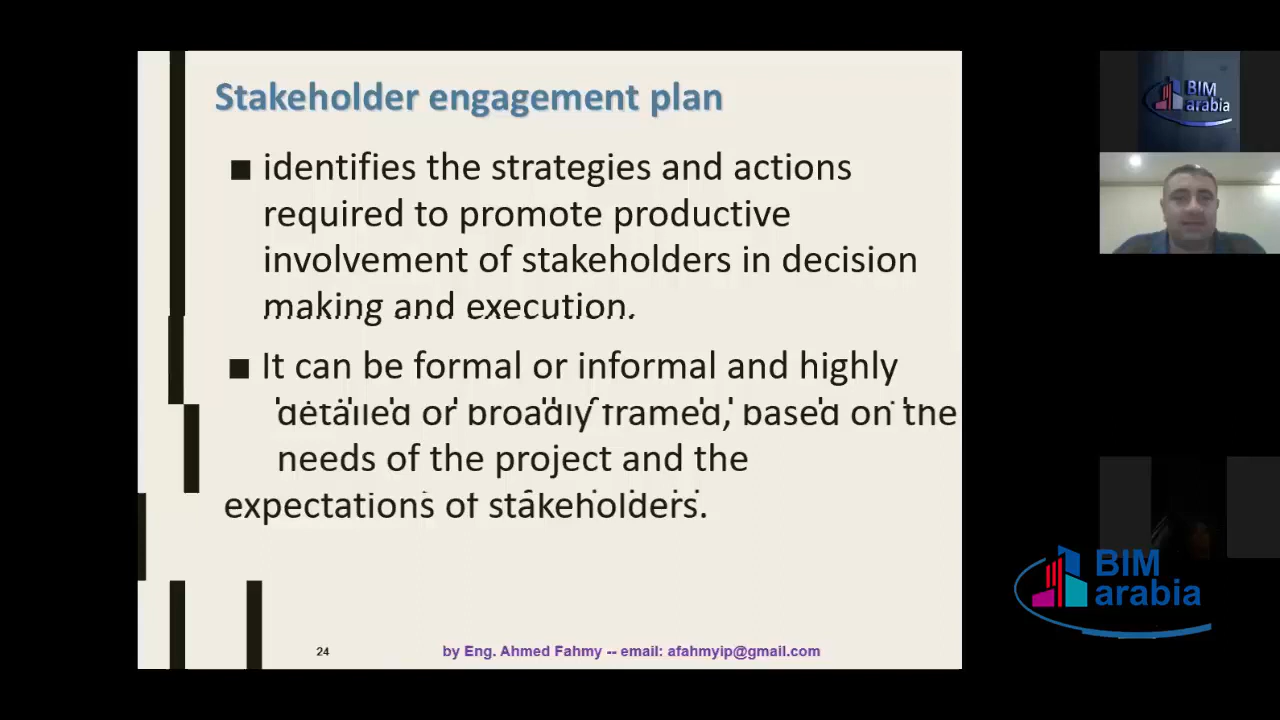 Stakeholder engagement plan
■ identifies the strategies and actions
required to promote productive
involvement of stakeholders in decision
making and execution.
■ It can be formal or informal and highly
detailed or broadly framed, based on the
needs of the project and the
expectations of stakeholders.
24
by Eng. Ahmed Fahmy -- email: afahmyip@gmail.com
BIM
arabia
BIM
arabia